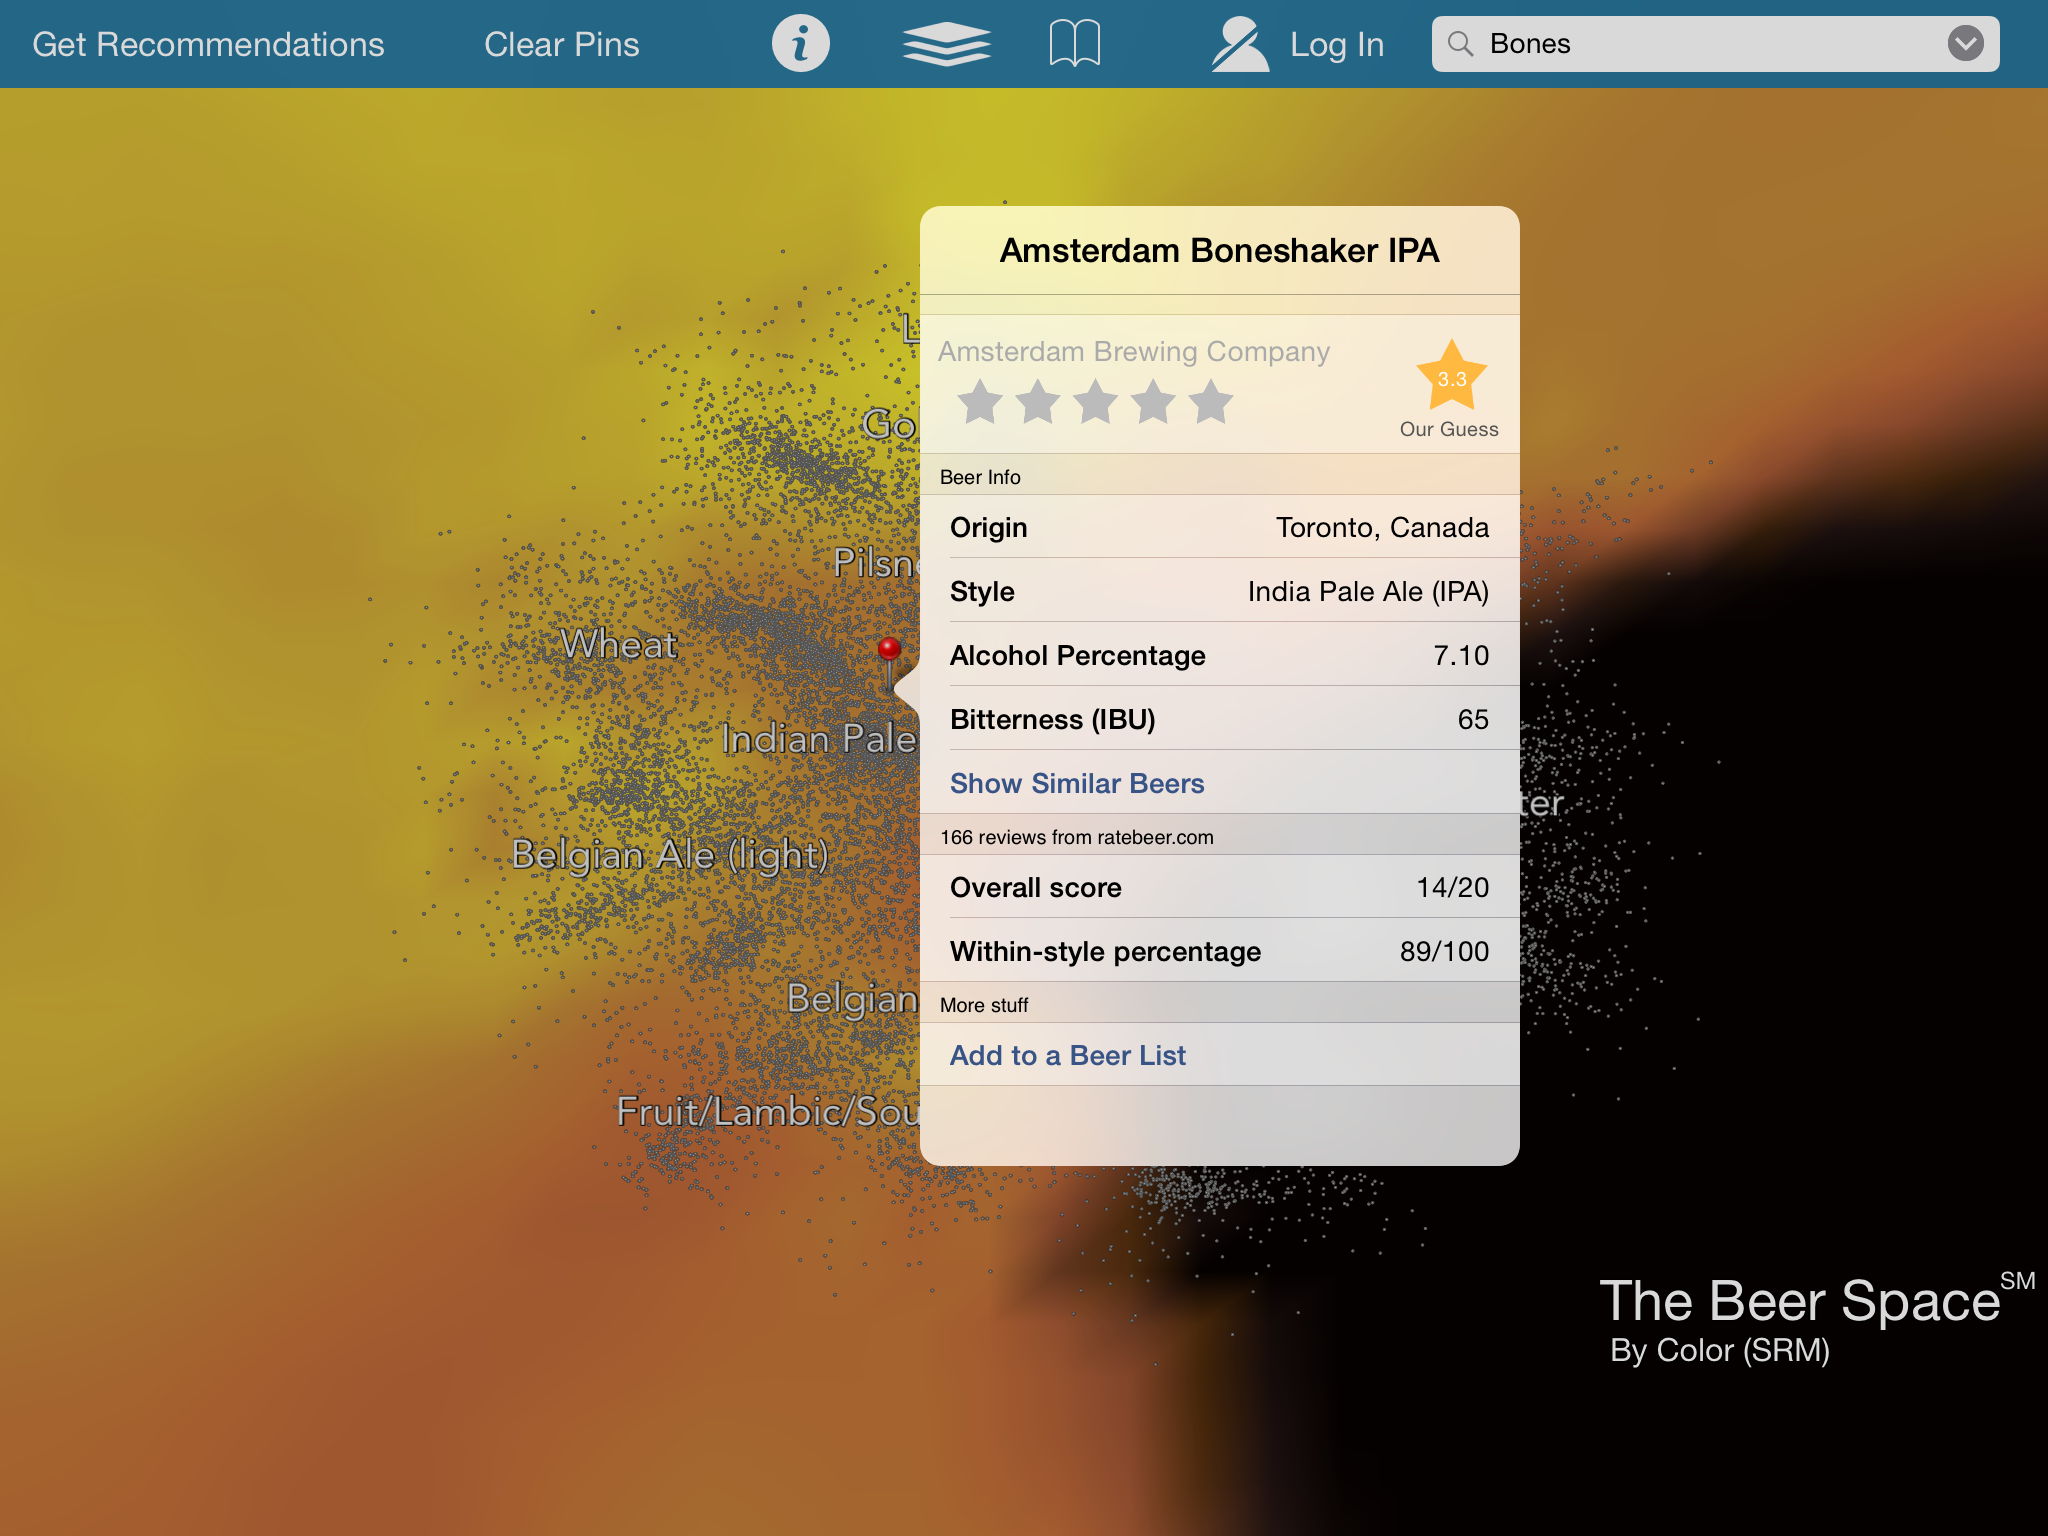 Get Recommendations
Clear Pins
i
Log In
Bones
Amsterdam Boneshaker IPA
Amsterdam Brewing Company
3.3
Our Guess
Beer Info
Origin Toronto, Canada
Style India Pale Ale (IPA)
Alcohol Percentage 7.10
Bitterness (IBU) 65
Show Similar Beers
166 reviews from ratebeer.com
Overall score 14/20
Within-style percentage 89/100
More stuff
Add to a Beer List
L
Go
Pilsne
Wheat
Indian Pale
ter
Belgian Ale (light)
Belgian
Fruit/Lambic/Sou
The Beer Space SM
By Color (SRM)